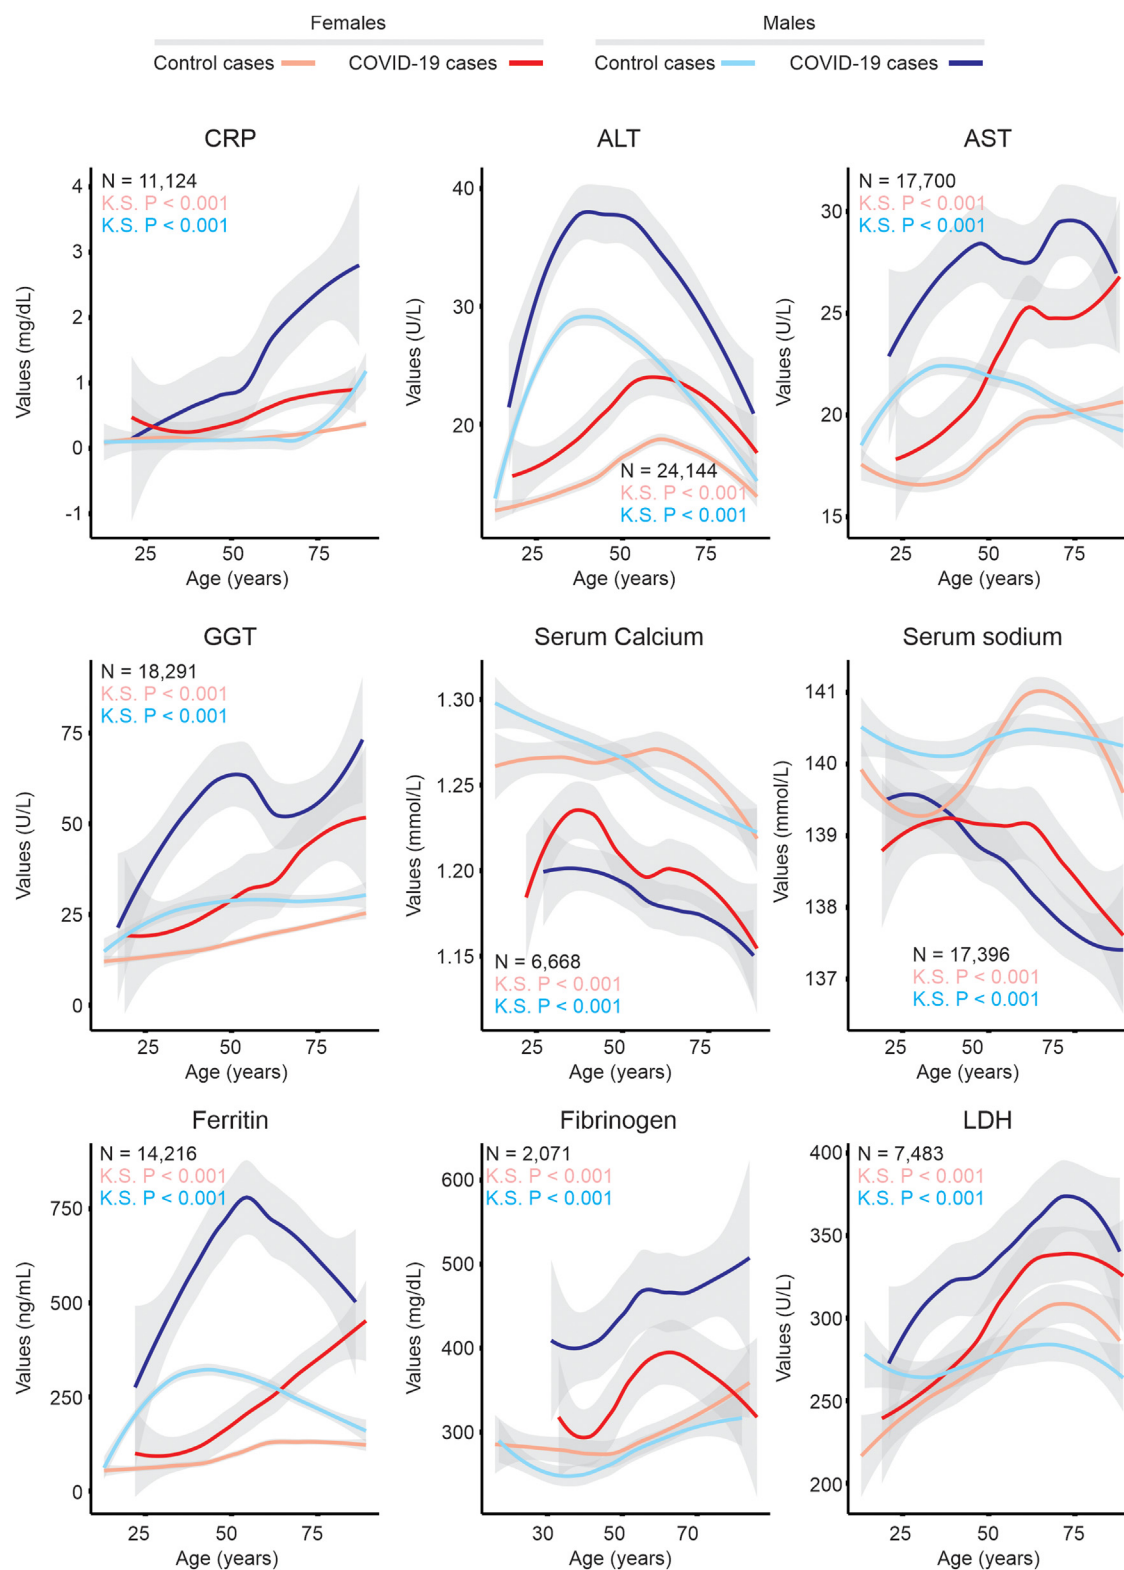 Females Males
Control cases COVID-19 cases Control cases COVID-19 cases
CRP ALT AST
N = 11,124
K.S. P < 0.001
K.S. P < 0.001
Values (mg/dL)
4
3
2
1
0
-1
25 50 75
Age (years)
N = 24,144
K.S. P < 0.001
K.S. P < 0.001
Values (U/L)
40
30
20
25 50 75
Age (years)
N = 17,700
K.S. P < 0.001
K.S. P < 0.001
Values (U/L)
30
25
20
15
25 50 75
Age (years)
GGT Serum Calcium Serum sodium
N = 18,291
K.S. P < 0.001
K.S. P < 0.001
Values (U/L)
75
50
25
0
25 50 75
Age (years)
N = 6,668
K.S. P < 0.001
K.S. P < 0.001
Values (mmol/L)
1.30
1.25
1.20
1.15
25 50 75
Age (years)
N = 17,396
K.S. P < 0.001
K.S. P < 0.001
Values (mmol/L)
141
140
139
138
137
25 50 75
Age (years)
Ferritin Fibrinogen LDH
N = 14,216
K.S. P < 0.001
K.S. P < 0.001
Values (ng/mL)
750
500
250
0
25 50 75
Age (years)
N = 2,071
K.S. P < 0.001
K.S. P < 0.001
Values (mg/dL)
600
500
400
300
30 50 70
Age (years)
N = 7,483
K.S. P < 0.001
K.S. P < 0.001
Values (U/L)
400
350
300
250
200
25 50 75
Age (years)